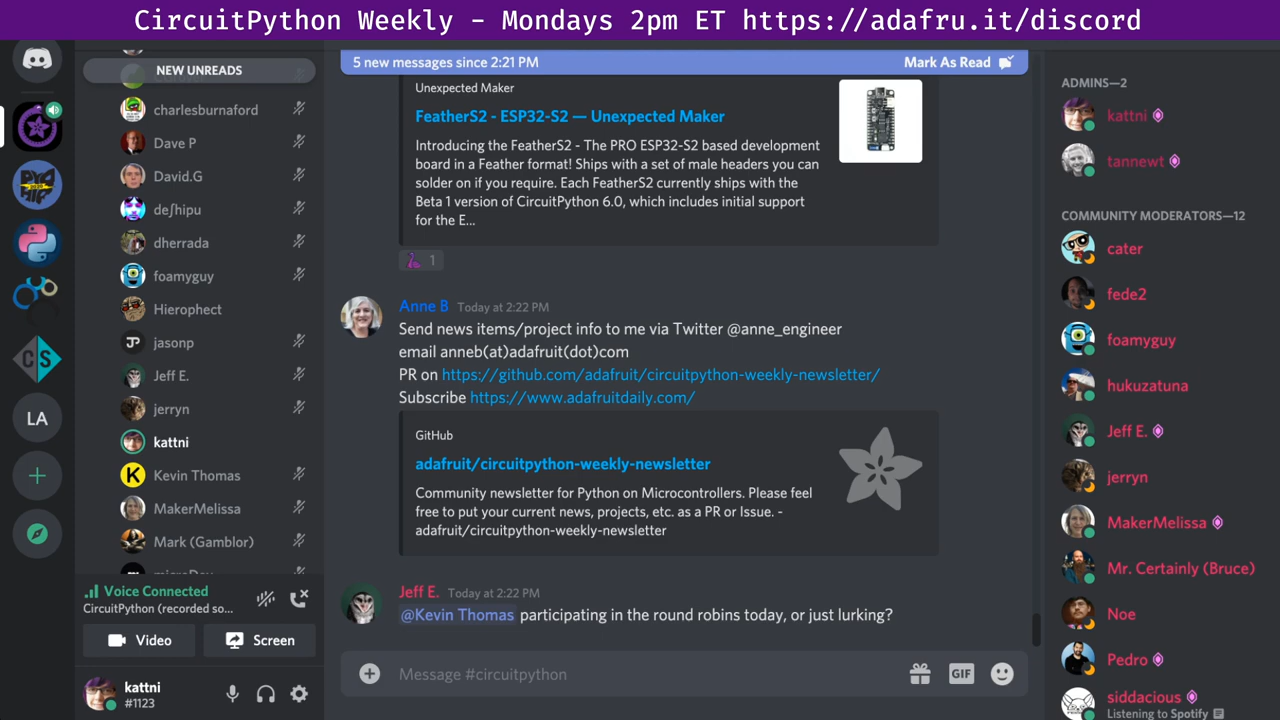 CircuitPython Weekly - Mondays 2pm ET https://adafru.it/discord
NEW UNREADS
charlesburnaford
Dave P
David.G
deʃhipu
dherrada
foamyguy
Hierophect
jasonp
Jeff E.
jerryn
kattni
Kevin Thomas
MakerMelissa
Mark (Gamblor)
Voice Connected
CircuitPython (recorded so...
Video
Screen
kattni
#1123
LA
CS
5 new messages since 2:21 PM
Mark As Read
Unexpected Maker
FeatherS2 - ESP32-S2 — Unexpected Maker
Introducing the FeatherS2 - The PRO ESP32-S2 based development
board in a Feather format! Ships with a set of male headers you can
solder on if you require. Each FeatherS2 currently ships with the
Beta 1 version of CircuitPython 6.0, which includes initial support
for the E...
1
Anne B Today at 2:22 PM
Send news items/project info to me via Twitter @anne_engineer
email anneb(at)adafruit(dot)com
PR on https://github.com/adafruit/circuitpython-weekly-newsletter/
Subscribe https://www.adafruitdaily.com/
GitHub
adafruit/circuitpython-weekly-newsletter
Community newsletter for Python on Microcontrollers. Please feel
free to put your current news, projects, etc. as a PR or Issue. -
adafruit/circuitpython-weekly-newsletter
Jeff E. Today at 2:22 PM
@Kevin Thomas participating in the round robins today, or just lurking?
Message #circuitpython
GIF
ADMINS—2
kattni
tannewt
COMMUNITY MODERATORS—12
cater
fede2
foamyguy
hukuzatuna
Jeff E.
jerryn
MakerMelissa
Mr. Certainly (Bruce)
Noe
Pedro
siddacious
Listening to Spotify